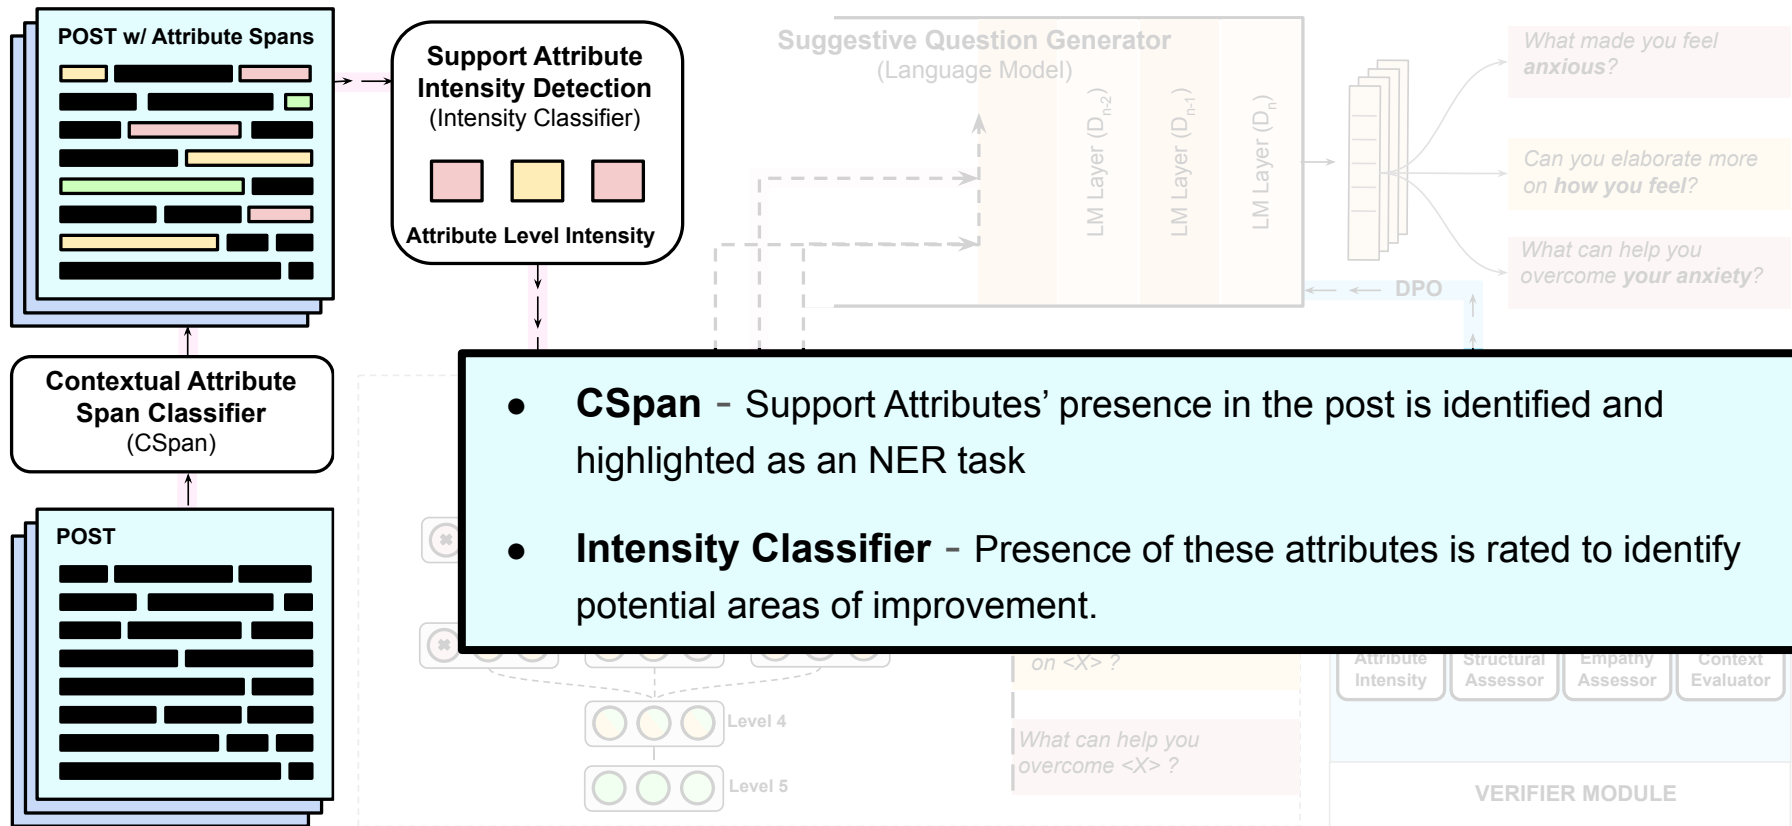 POST w/ Attribute Spans
Support Attribute
Intensity Detection
(Intensity Classifier)
Attribute Level Intensity
Contextual Attribute
Span Classifier
(CSpan)
POST
Suggestive Question Generator
(Language Model)
LM Layer (Dn-2)
LM Layer (Dn-1)
LM Layer (Dn)
What made you feel
anxious?
Can you elaborate more
on how you feel?
What can help you
overcome your anxiety?
DPO
● CSpan - Support Attributes’ presence in the post is identified and
highlighted as an NER task
● Intensity Classifier - Presence of these attributes is rated to identify
potential areas of improvement.
on <X> ?
What can help you
overcome <X> ?
Level 4
Level 5
Attribute
Intensity
Structural
Assessor
Empathy
Assessor
Context
Evaluator
VERIFIER MODULE